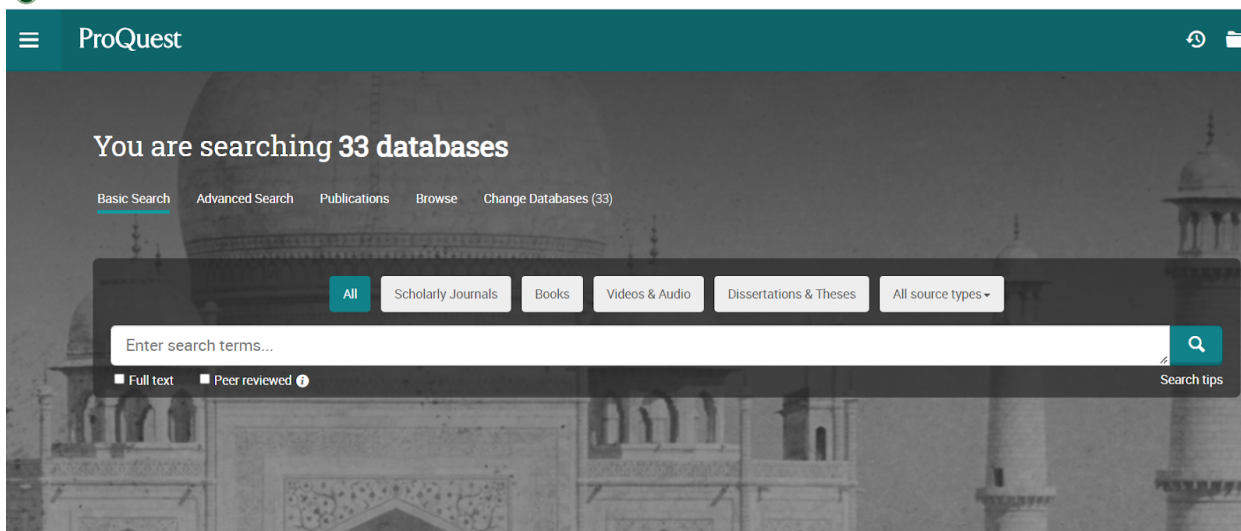 ProQuest
You are searching 33 databases
Basic Search Advanced Search Publications Browse Change Databases (33)
All Scholarly Journals Books Videos & Audio Dissertations & Theses All source types
Enter search terms...
Full text Peer reviewed i Search tips